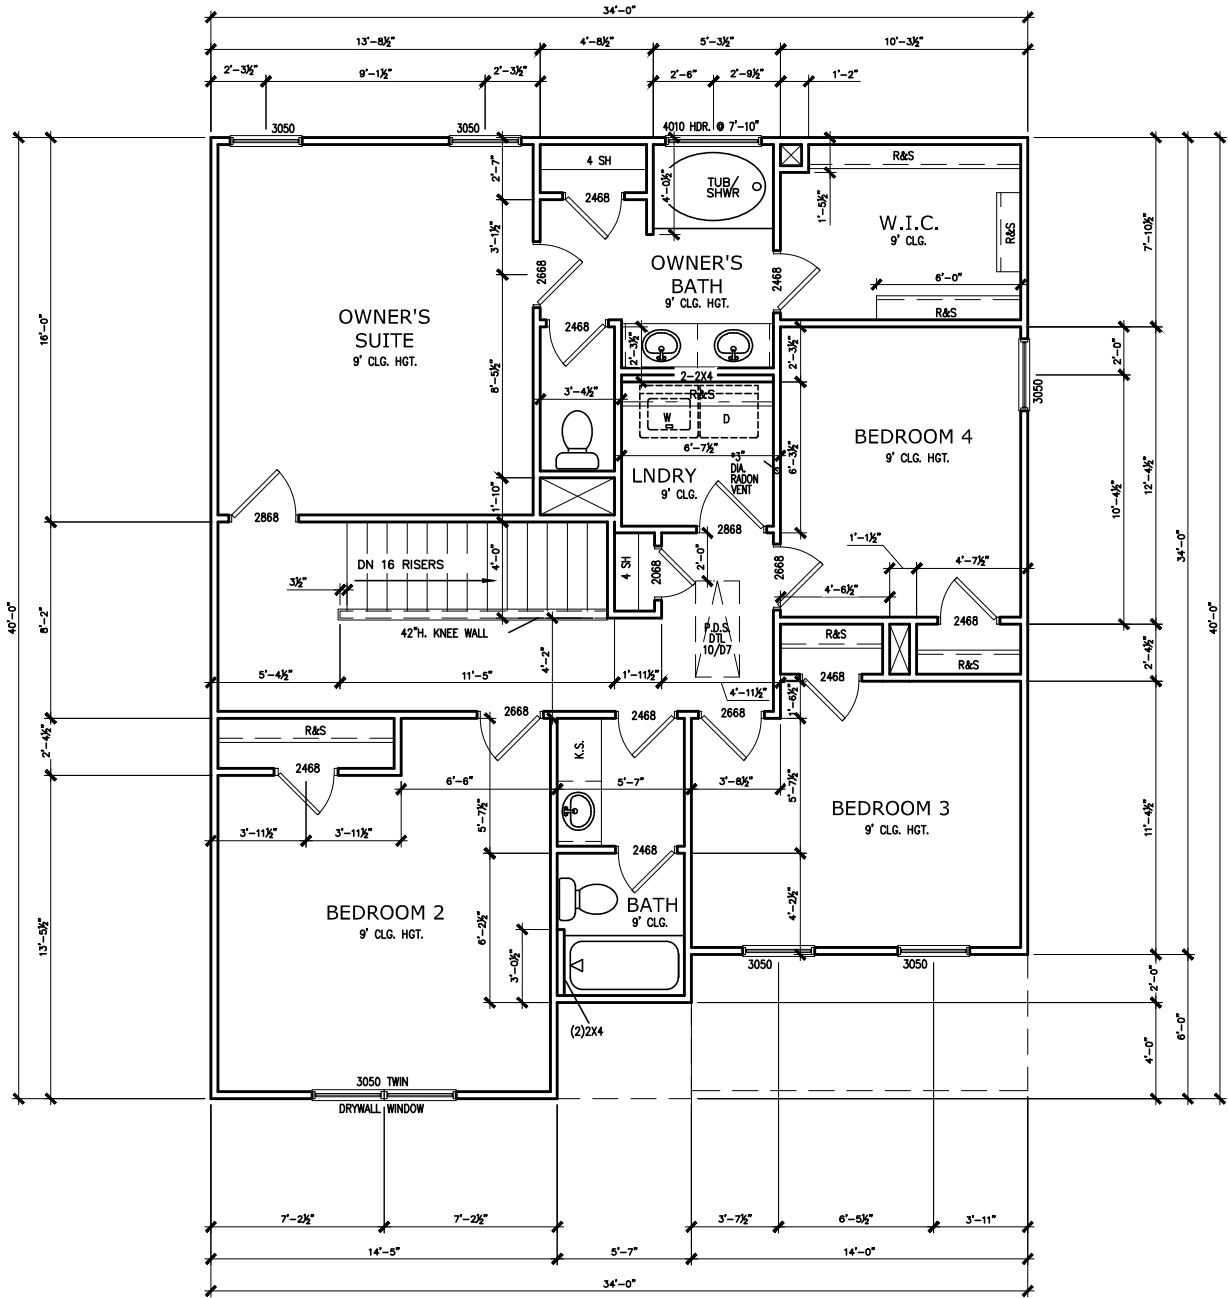 34'-0"
13'-8½"
4'-8½"
5'-3½"
10'-3½"
2'-3½"
9'-1½"
2'-3½"
2'-6"
2'-9½"
1'-2"
3050
3050
4010 HDR. @ 7'-10"
4 SH
R&S
2'-7"
TUB/
SHWR
4'-0½"
2468
1'-5½"
W.I.C.
9' CLG.
R&S
7'-10½"
3'-1½"
2668
OWNER'S
BATH
9' CLG. HGT.
2468
6'-0"
R&S
OWNER'S
SUITE
9' CLG. HGT.
16'-0"
2468
2'-3½"
2'-3½"
2'-0"
8'-5½"
3'-4½"
2-2X4
R&S
W
D
3050
BEDROOM 4
9' CLG. HGT.
6'-7½"
6'-3½"
LNDRY
9' CLG.
*3"
DIA.
RADON
VENT
1'-10"
10'-4½"
12'-4½"
2868
2868
34'-0"
DN 16 RISERS
4'-0"
3½"
4 SH
2068
2'-0"
2668
1'-1½"
4'-7½"
4'-6½"
40'-0"
8'-2"
40'-0"
42"H. KNEE WALL
P.D.S.
DTL
10/D7
2468
R&S
R&S
2'-4½"
4'-2"
5'-4½"
11'-5"
1'-11½"
4'-11½"
2468
1'-6½"
2668
2468
2668
R&S
2'-4½"
2468
K.S.
6'-6"
5'-7"
3'-8½"
5'-7½"
5'-7½"
BEDROOM 3
9' CLG. HGT.
11'-4½"
3'-11½"
3'-11½"
2468
BEDROOM 2
9' CLG. HGT.
BATH
9' CLG.
6'-2½"
4'-2½"
13'-5½"
3'-0½"
3050
3050
2'-0"
(2)2X4
6'-0"
4'-0"
3050 TWIN
DRYWALL WINDOW
7'-2½"
7'-2½"
3'-7½"
6'-5½"
3'-11"
14'-5"
5'-7"
14'-0"
34'-0"